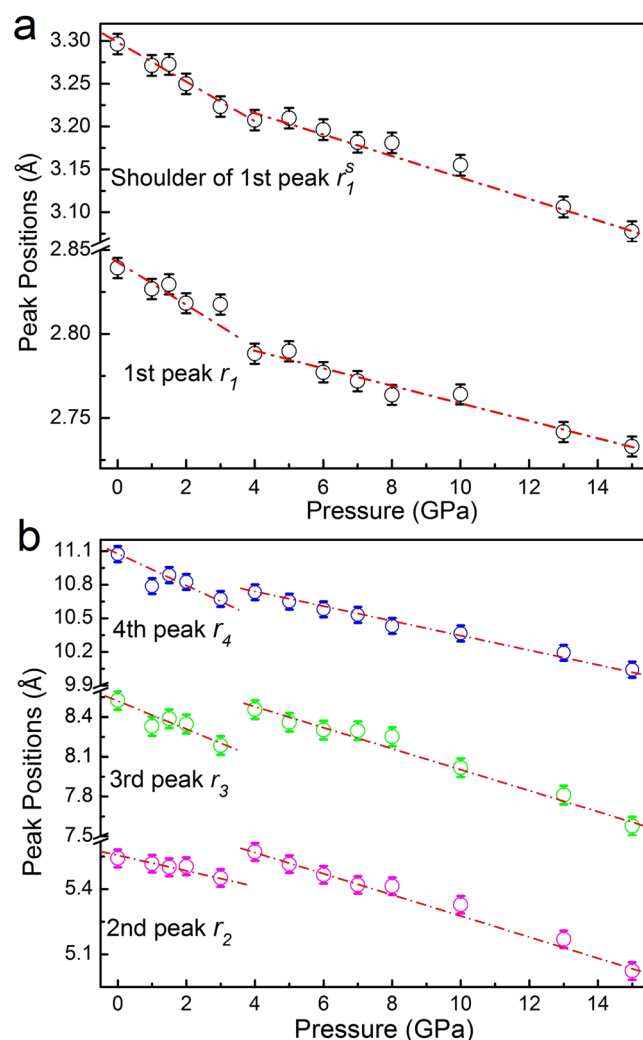 a
3.30
3.25
3.20
3.15
3.10
2.85
2.80
2.75
Peak Positions (Å)
Shoulder of 1st peak r₁ˢ
1st peak r₁
0 2 4 6 8 10 12 14
Pressure (GPa)
b
11.1
10.8
10.5
10.2
9.9
8.4
8.1
7.8
7.5
5.4
5.1
Peak Positions (Å)
4th peak r₄
3rd peak r₃
2nd peak r₂
0 2 4 6 8 10 12 14
Pressure (GPa)